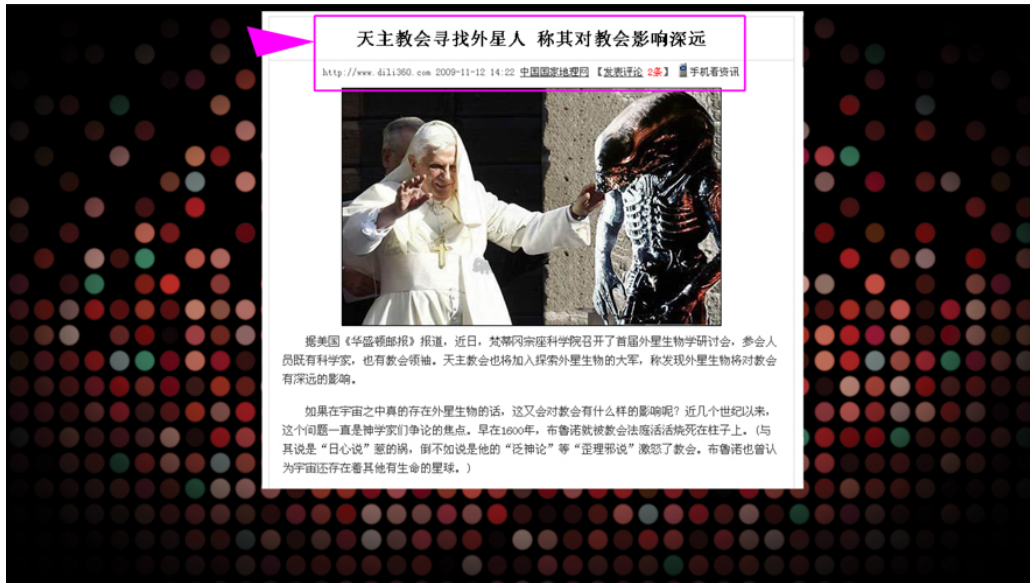 天主教会寻找外星人 称其对教会影响深远
http://www.dili360.com 2009-11-12 14:22 中国国家地理网 【发表评论 2条】 手机看资讯
据美国《华盛顿邮报》报道，近日，梵蒂冈宗座科学院召开了首届外星生物学研讨会，参会人
员既有科学家，也有教会领袖。天主教会也将加入探索外星生物的大军，称发现外星生物将对教会
有深远的影响。
如果在宇宙之中真的存在外星生物的话，这又会对教会有什么样的影响呢？近几个世纪以来，
这个问题一直是神学家们争论的焦点。早在1600年，布鲁诺就被教会法庭活活烧死在柱子上。(与
其说是“日心说”惹的祸，倒不如说是他的“泛神论”等“歪理邪说”激怒了教会。布鲁诺也曾认
为宇宙还存在着其他有生命的星球。)